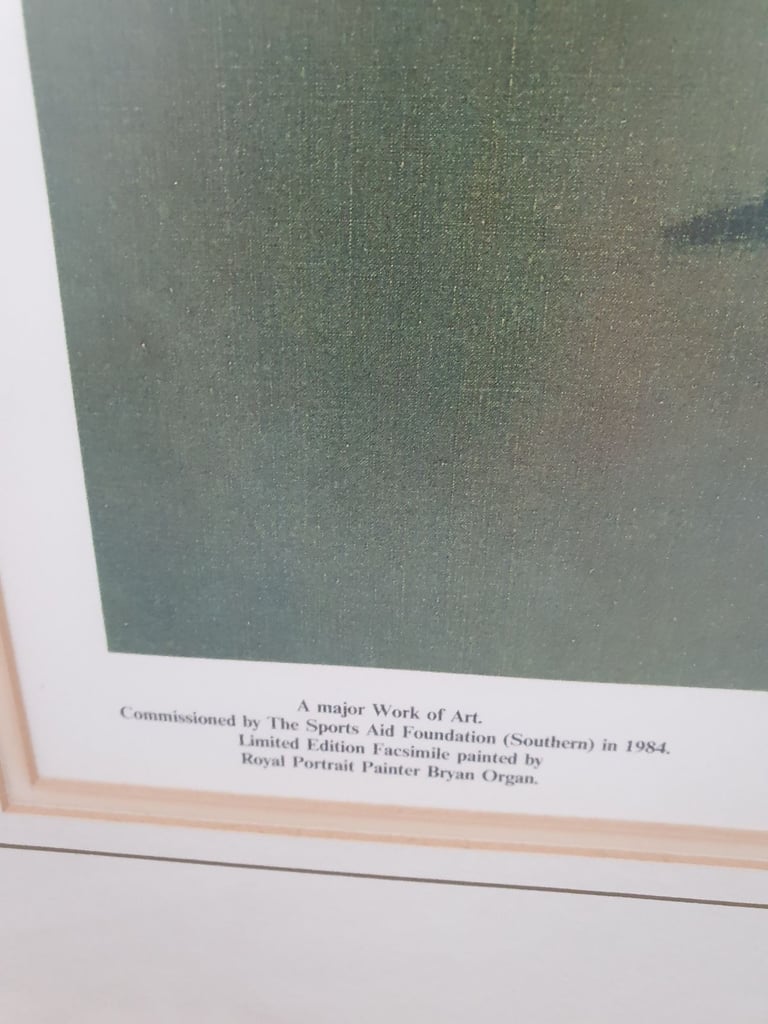 A major Work of Art.
Commissioned by The Sports Aid Foundation (Southern) in 1984.
Limited Edition Facsimile painted by
Royal Portrait Painter Bryan Organ.